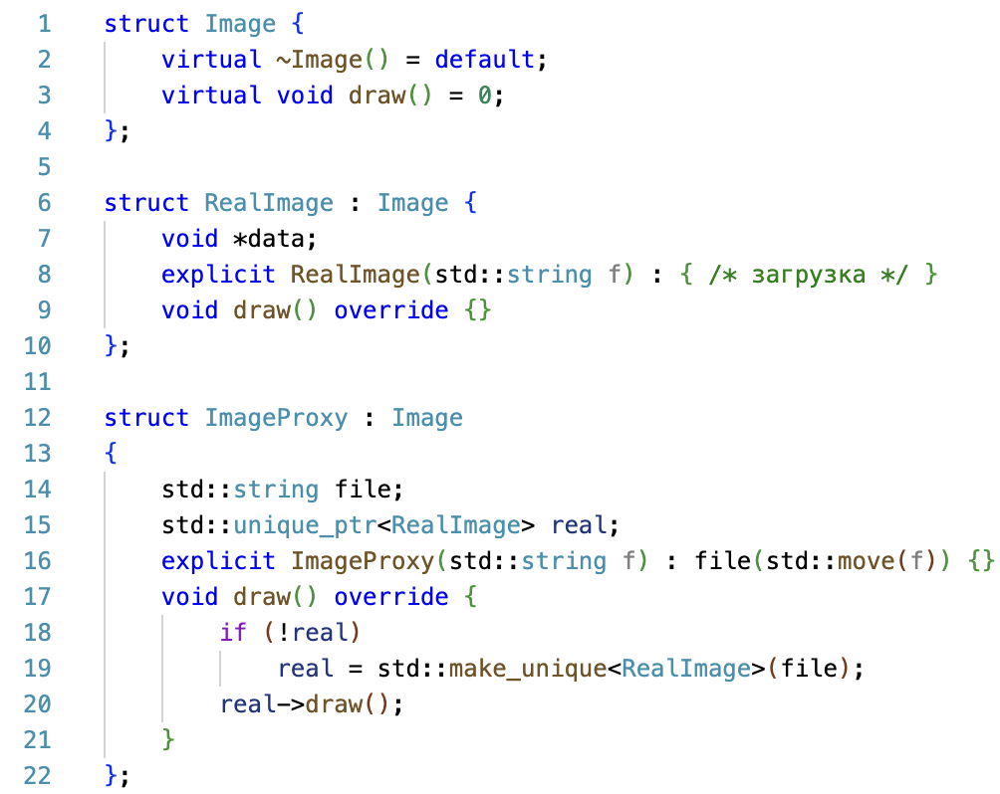 1 struct Image {
2     virtual ~Image() = default;
3     virtual void draw() = 0;
4 };
5
6 struct RealImage : Image {
7     void *data;
8     explicit RealImage(std::string f) : { /* загрузка */ }
9     void draw() override {}
10 };
11
12 struct ImageProxy : Image
13 {
14     std::string file;
15     std::unique_ptr<RealImage> real;
16     explicit ImageProxy(std::string f) : file(std::move(f)) {}
17     void draw() override {
18         if (!real)
19             real = std::make_unique<RealImage>(file);
20         real->draw();
21     }
22 };